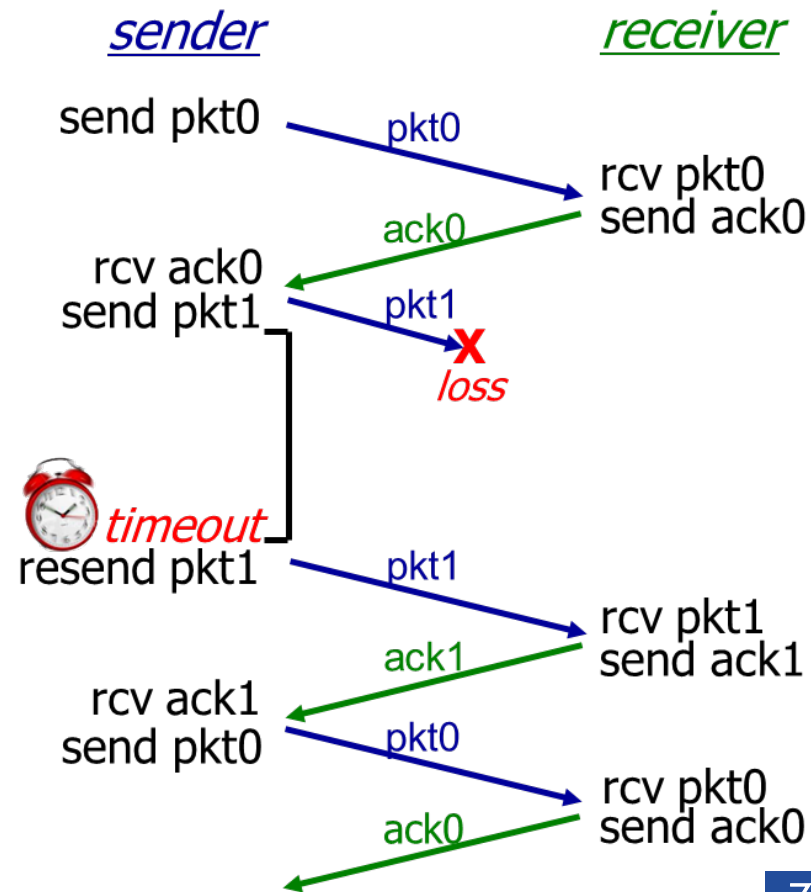 sender
receiver
send pkt0
pkt0
rcv pkt0
send ack0
ack0
rcv ack0
send pkt1
pkt1
X
loss
timeout
resend pkt1
pkt1
rcv pkt1
send ack1
ack1
rcv ack1
send pkt0
pkt0
rcv pkt0
send ack0
ack0